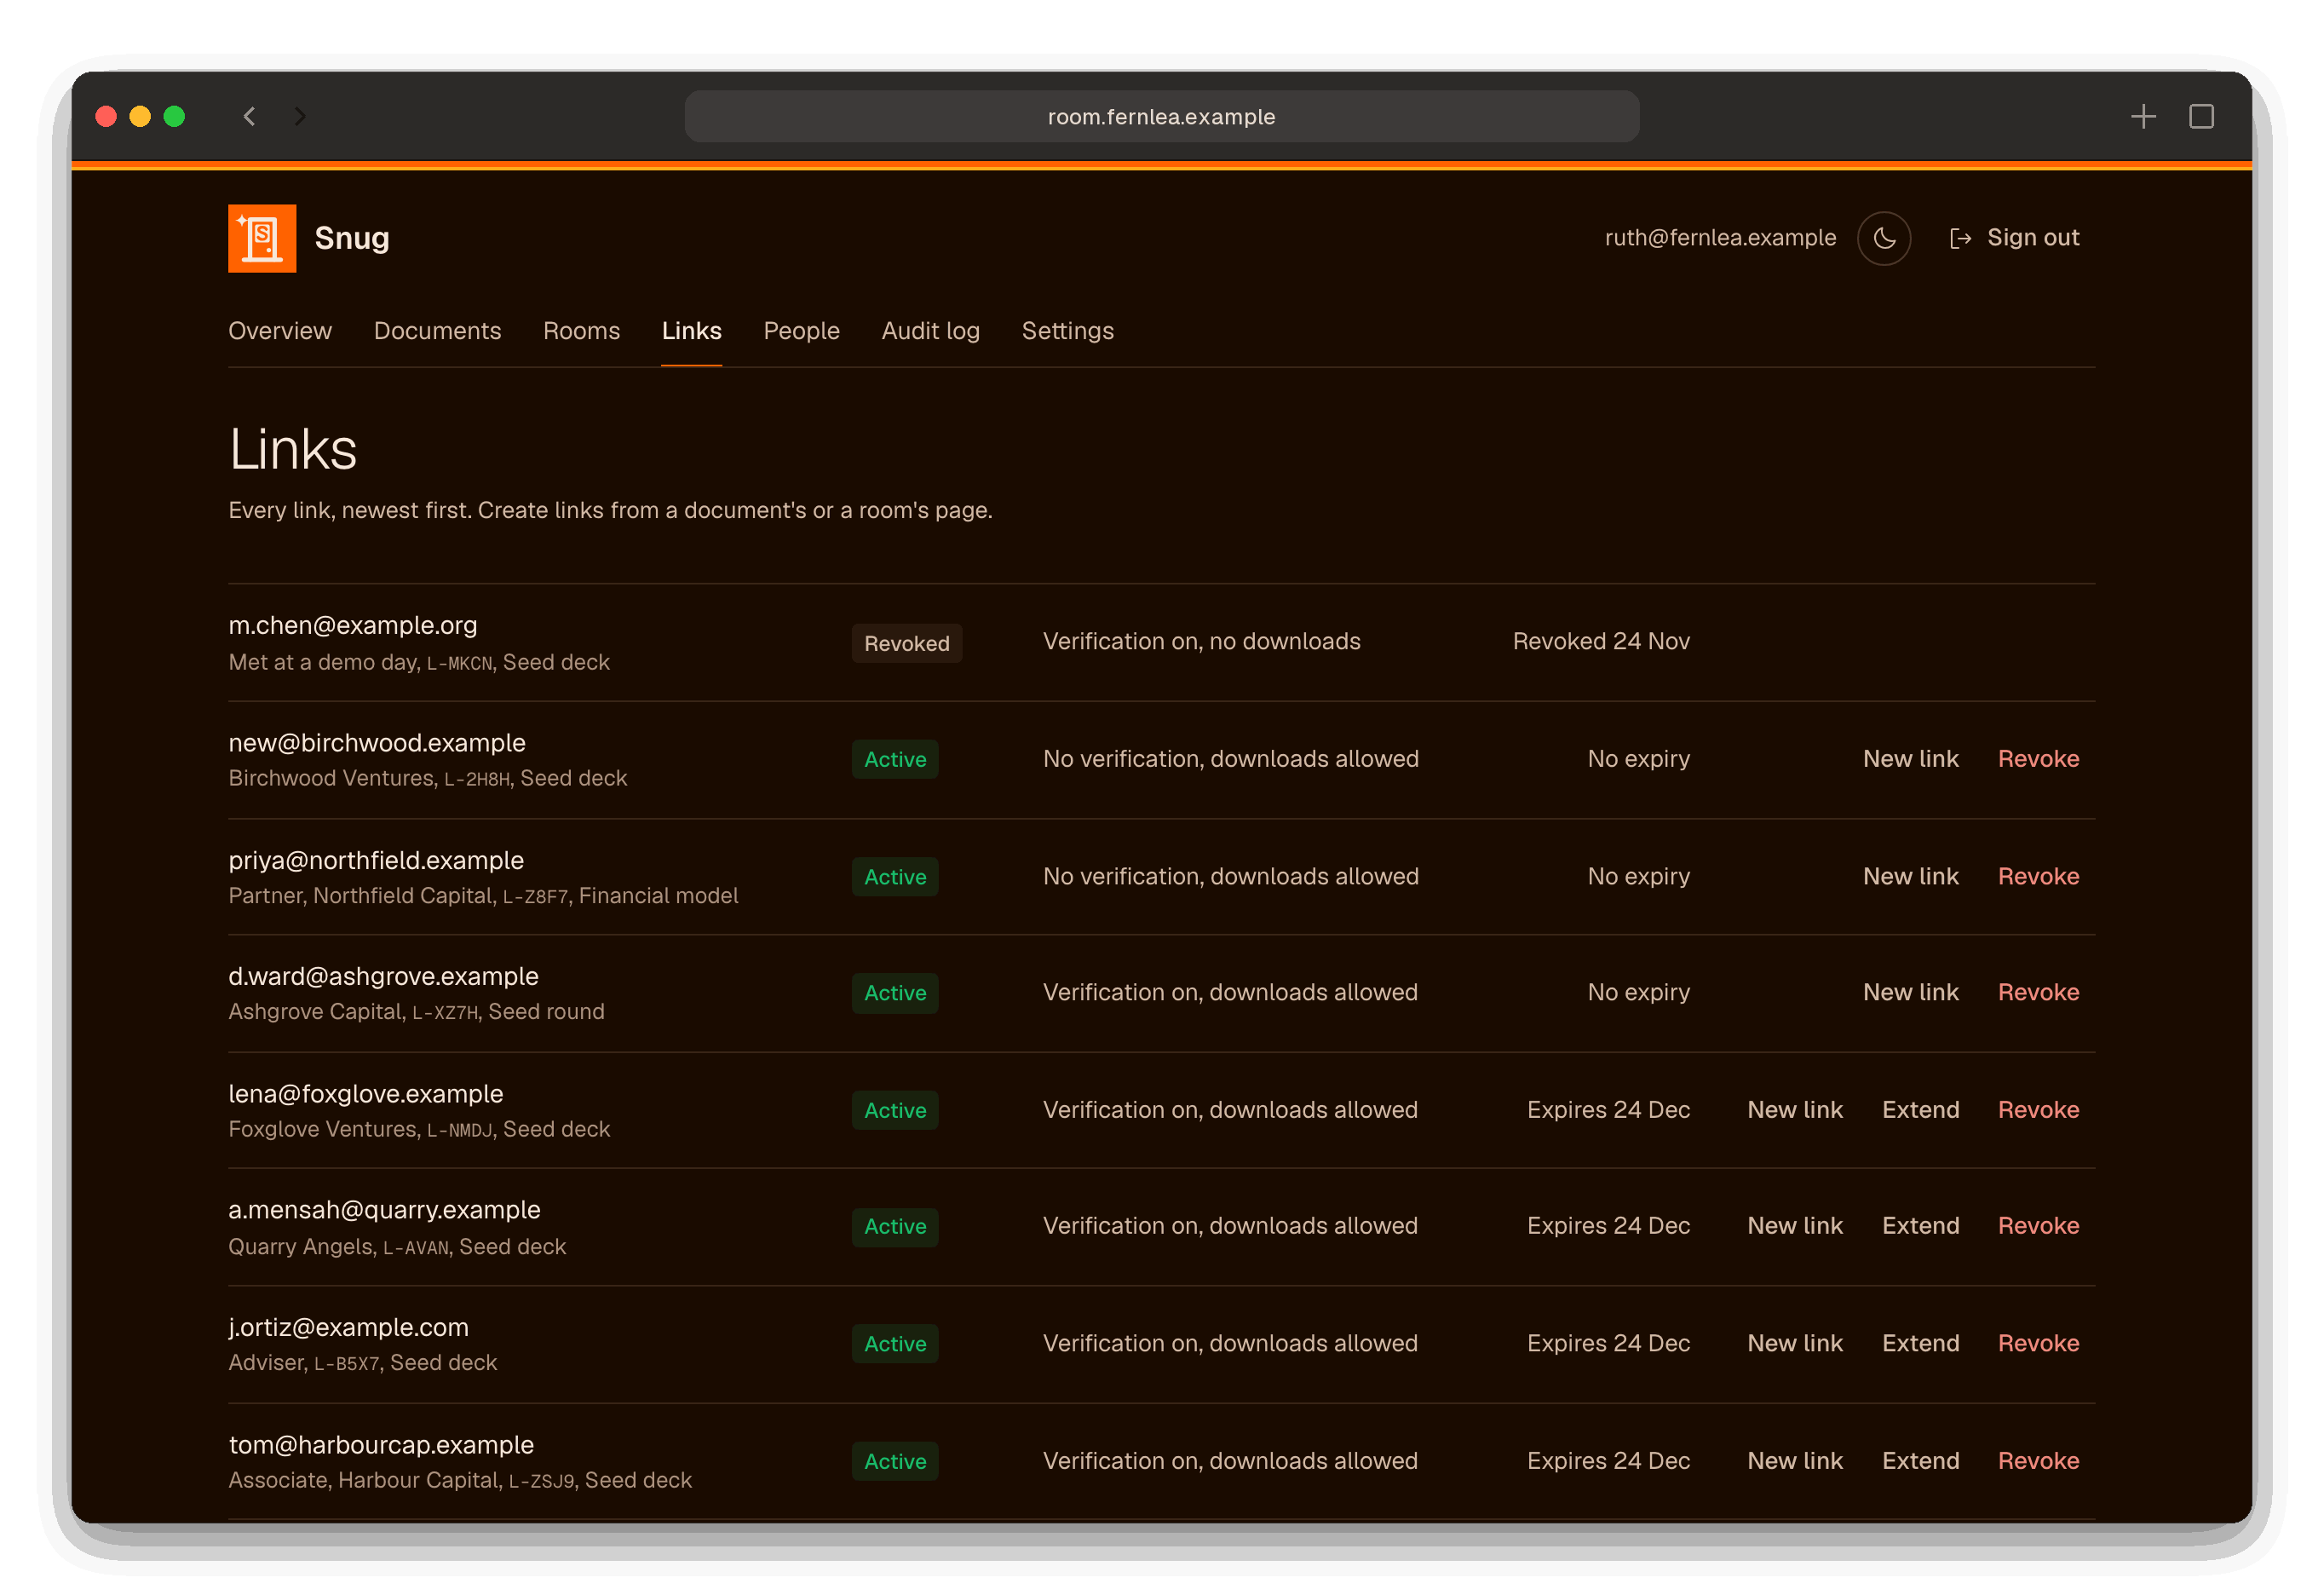 room.fernlea.example
Snug
ruth@fernlea.example
Sign out
Overview Documents Rooms Links People Audit log Settings
Links
Every link, newest first. Create links from a document's or a room's page.
m.chen@example.org
Met at a demo day, L-MKCN, Seed deck
Revoked
Verification on, no downloads
Revoked 24 Nov
new@birchwood.example
Birchwood Ventures, L-2H8H, Seed deck
Active
No verification, downloads allowed
No expiry
New link Revoke
priya@northfield.example
Partner, Northfield Capital, L-Z8F7, Financial model
Active
No verification, downloads allowed
No expiry
New link Revoke
d.ward@ashgrove.example
Ashgrove Capital, L-XZ7H, Seed round
Active
Verification on, downloads allowed
No expiry
New link Revoke
lena@foxglove.example
Foxglove Ventures, L-NMDJ, Seed deck
Active
Verification on, downloads allowed
Expires 24 Dec
New link Extend Revoke
a.mensah@quarry.example
Quarry Angels, L-AVAN, Seed deck
Active
Verification on, downloads allowed
Expires 24 Dec
New link Extend Revoke
j.ortiz@example.com
Adviser, L-B5X7, Seed deck
Active
Verification on, downloads allowed
Expires 24 Dec
New link Extend Revoke
tom@harbourcap.example
Associate, Harbour Capital, L-ZSJ9, Seed deck
Active
Verification on, downloads allowed
Expires 24 Dec
New link Extend Revoke